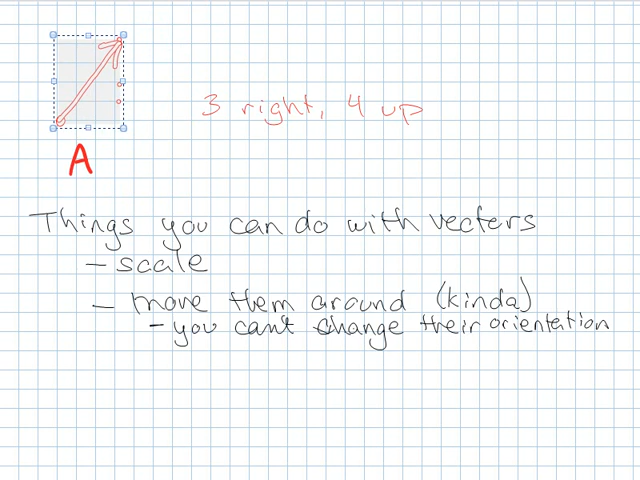 3 right, 4 up
A
Things you can do with vecters
- scale
- move them around (kinda)
- you can't change their orientation